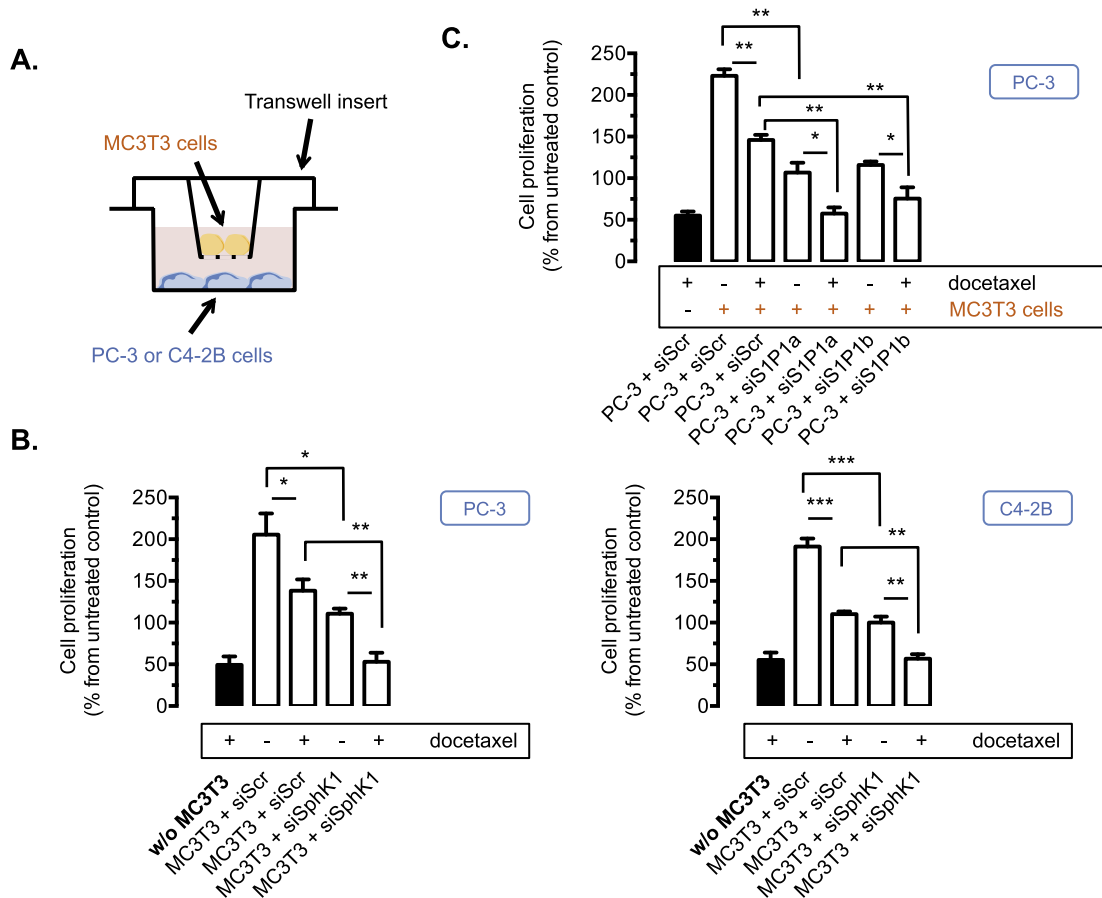 A.
Transwell insert
MC3T3 cells
PC-3 or C4-2B cells
C.
Cell proliferation
(% from untreated control)
250
200
150
100
50
0
** ** ** ** * *
PC-3
+ - + - + - + docetaxel
- + + + + + + MC3T3 cells
PC-3 + siScr
PC-3 + siScr
PC-3 + siScr
PC-3 + siS1P1a
PC-3 + siS1P1a
PC-3 + siS1P1b
PC-3 + siS1P1b
B.
Cell proliferation
(% from untreated control)
250
200
150
100
50
0
* * ** **
PC-3
+ - + - + docetaxel
w/o MC3T3
MC3T3 + siScr
MC3T3 + siScr
MC3T3 + siSphK1
MC3T3 + siSphK1
Cell proliferation
(% from untreated control)
250
200
150
100
50
0
*** *** ** **
C4-2B
+ - + - + docetaxel
w/o MC3T3
MC3T3 + siScr
MC3T3 + siScr
MC3T3 + siSphK1
MC3T3 + siSphK1